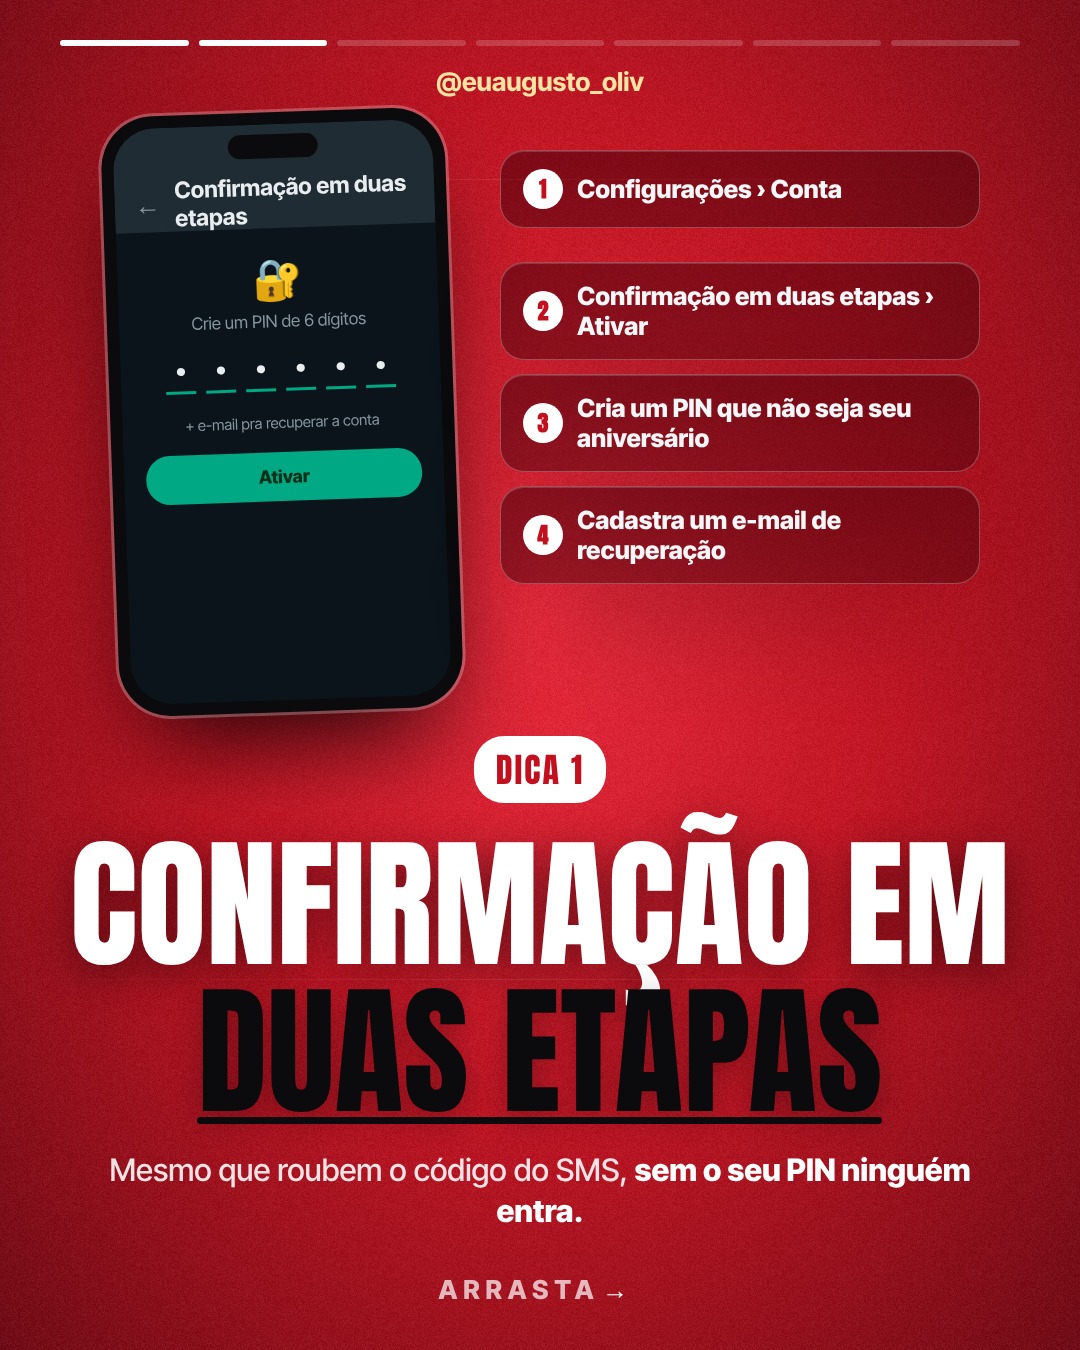 @euaugusto_oliv
← Confirmação em duas
etapas
Crie um PIN de 6 dígitos
+ e-mail pra recuperar a conta
Ativar
1 Configurações › Conta
2 Confirmação em duas etapas ›
Ativar
3 Cria um PIN que não seja seu
aniversário
4 Cadastra um e-mail de
recuperação
DICA 1
CONFIRMAÇÃO EM
DUAS ETAPAS
Mesmo que roubem o código do SMS, sem o seu PIN ninguém
entra.
ARRASTA →